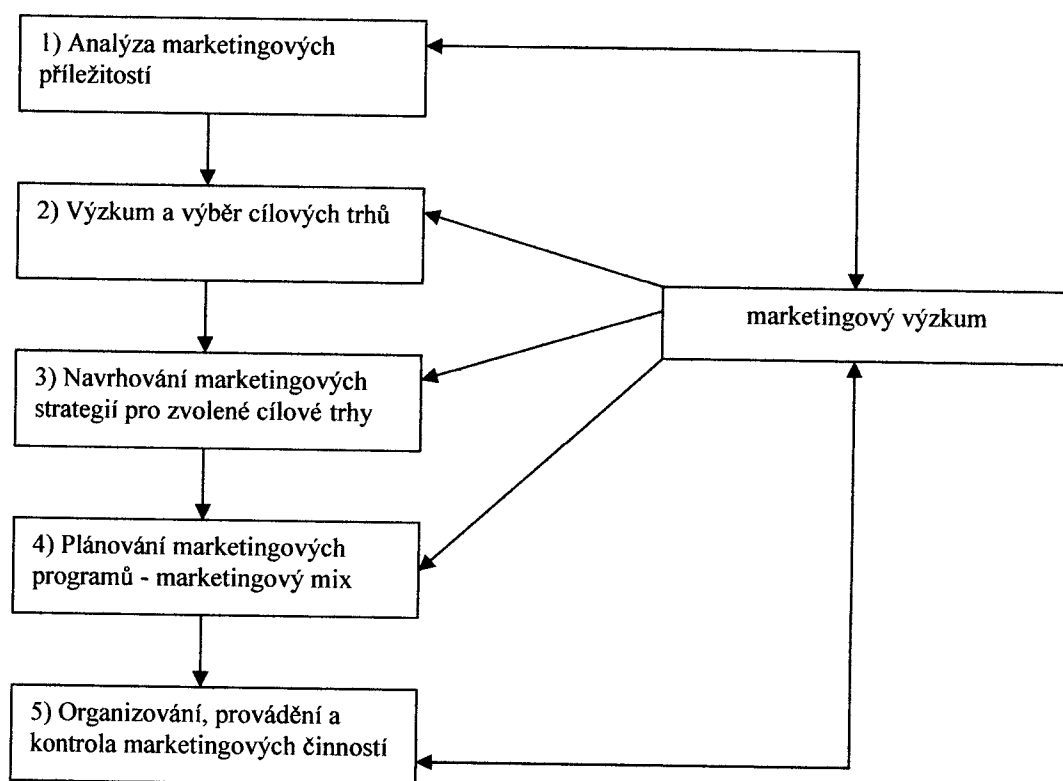 1) Analýza marketingových
příležitostí
2) Výzkum a výběr cílových trhů
marketingový výzkum
3) Navrhování marketingových
strategií pro zvolené cílové trhy
4) Plánování marketingových
programů - marketingový mix
5) Organizování, provádění a
kontrola marketingových činností